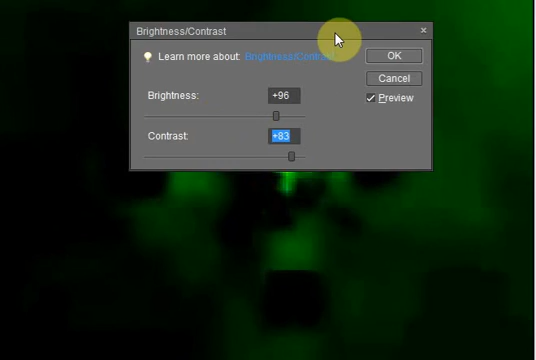 Brightness/Contrast
Learn more about: Brightness/Contrast
OK
Cancel
Brightness: +96
Preview
Contrast: +83